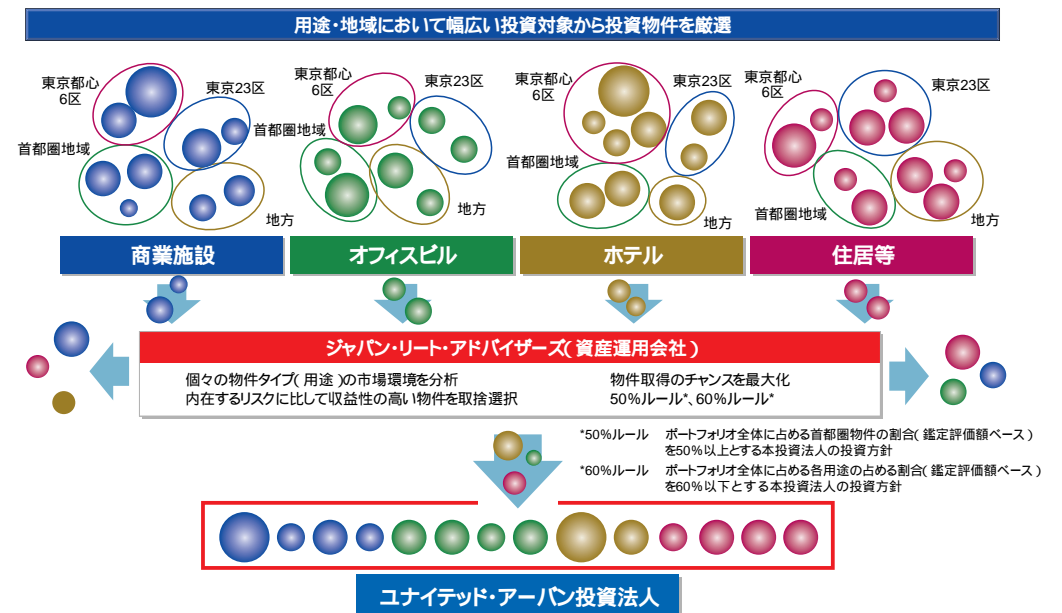 用途・地域において幅広い投資対象から投資物件を厳選
東京都心
6区
東京23区
首都圏地域
地方
東京都心
6区
東京23区
首都圏地域
地方
東京都心
6区
東京23区
首都圏地域
地方
東京都心
6区
東京23区
首都圏地域
地方
商業施設
オフィスビル
ホテル
住居等
ジャパン・リート・アドバイザーズ(資産運用会社)
個々の物件タイプ(用途)の市場環境を分析
内在するリスクに比して収益性の高い物件を取捨選択
物件取得のチャンスを最大化
50%ルール*、60%ルール*
*50%ルール ポートフォリオ全体に占める首都圏物件の割合(鑑定評価額ベース)
を50%以上とする本投資法人の投資方針
*60%ルール ポートフォリオ全体に占める各用途の占める割合(鑑定評価額ベース)
を60%以下とする本投資法人の投資方針
ユナイテッド・アーバン投資法人